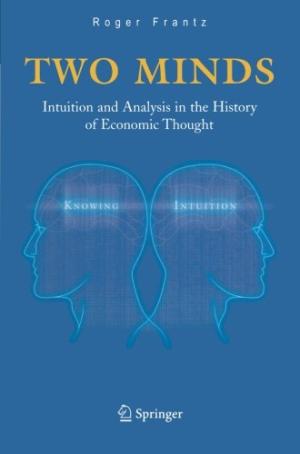 Roger Frantz
TWO MINDS
Intuition and Analysis in the History
of Economic Thought
KNOWING INTUITION
Springer